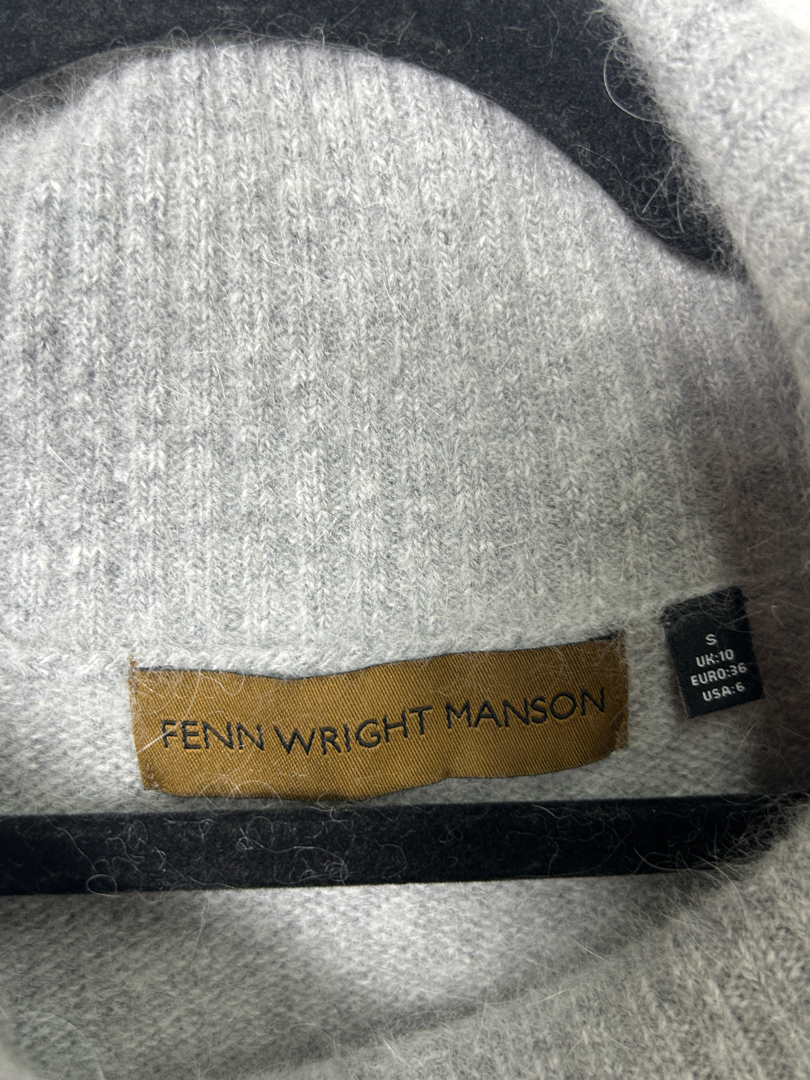 FENN WRIGHT MANSON
S
UK:10
EURO:36
USA:6